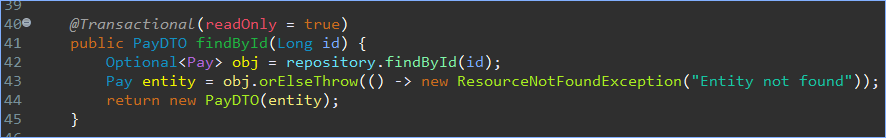 39
40 @Transactional(readOnly = true)
41 public PayDTO findById(Long id) {
42 Optional<Pay> obj = repository.findById(id);
43 Pay entity = obj.orElseThrow(() -> new ResourceNotFoundException("Entity not found"));
44 return new PayDTO(entity);
45 }